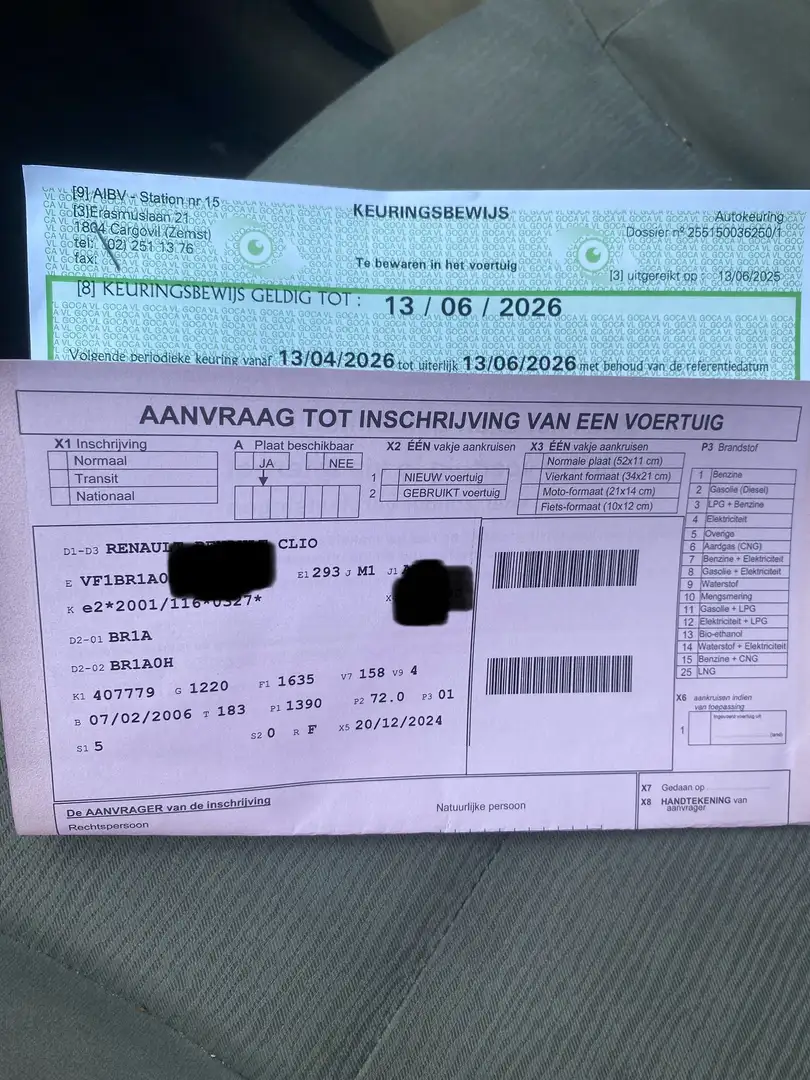 [9] AIBV - Station nr 15
[3]Erasmuslaan 21
1804 Cargovil (Zemst)
tel: (02) 251 13 76
fax:
KEURINGSBEWIJS
Te bewaren in het voertuig
Autokeuring
Dossier n° 255150036250/1
[3] uitgereikt op : 13/06/2025
[8] KEURINGSBEWIJS GELDIG TOT : 13 / 06 / 2026
Volgende periodieke keuring vanaf 13/04/2026 tot uiterlijk 13/06/2026 met behoud van de referentiedatum
AANVRAAG TOT INSCHRIJVING VAN EEN VOERTUIG
X1 Inschrijving
Normaal
Transit
Nationaal
A Plaat beschikbaar
JA
NEE
X2 ÉÉN vakje aankruisen
1 NIEUW voertuig
2 GEBRUIKT voertuig
X3 ÉÉN vakje aankruisen
Normale plaat (52x11 cm)
Vierkant formaat (34x21 cm)
Moto-formaat (21x14 cm)
Fiets-formaat (10x12 cm)
P3 Brandstof
1 Benzine
2 Gasolie (Diesel)
3 LPG + Benzine
4 Elektriciteit
5 Overige
6 Aardgas (CNG)
7 Benzine + Elektriciteit
8 Gasolie + Elektriciteit
9 Waterstof
10 Mengsmering
11 Gasolie + LPG
12 Elektriciteit + LPG
13 Bio-ethanol
14 Waterstof + Elektriciteit
15 Benzine + CNG
25 LNG
D1-D3 RENAULT CLIO
E VF1BR1A0 E1 293 J M1 J1
K e2*2001/116*0327*
D2-01 BR1A
D2-02 BR1A0H
K1 407779 G 1220 F1 1635 V7 158 V9 4
B 07/02/2006 T 183 P1 1390 P2 72.0 P3 01
S1 5 S2 0 R F X5 20/12/2024
X6 aankruisen indien
van toepassing
1
De AANVRAGER van de inschrijving
Rechtspersoon
Natuurlijke persoon
X7 Gedaan op
X8 HANDTEKENING van
aanvrager